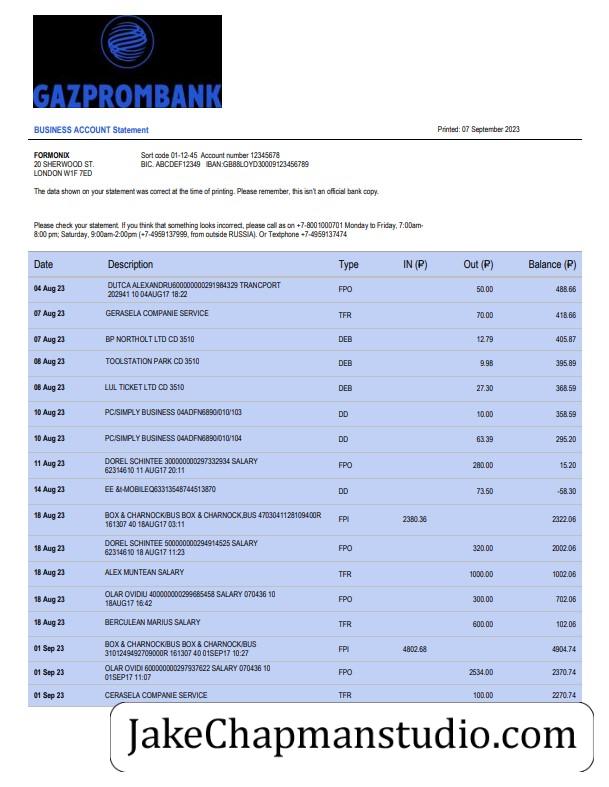 GAZPROMBANK
BUSINESS ACCOUNT Statement Printed: 07 September 2023
FORMONIX Sort code 01-12-45 Account number 12345678
20 SHERWOOD ST. BIC. ABCDEF12349 IBAN:GB88LOYD30009123456789
LONDON W1F 7ED
The data shown on your statement was correct at the time of printing. Please remember, this isn't an official bank copy.
Please check your statement. If you think that something looks incorrect, please call as on +7-8001000701 Monday to Friday, 7:00am-
8:00 pm; Saturday, 9:00am-2:00pm (+7-4959137999, from outside RUSSIA). Or Textphone +7-4959137474
Date Description Type IN (₽) Out (₽) Balance (₽)
04 Aug 23 DUTCA ALEXANDRU600000000291984329 TRANCPORT FPO 50.00 488.66
202941 10 04AUG17 18:22
07 Aug 23 GERASELA COMPANIE SERVICE TFR 70.00 418.66
07 Aug 23 BP NORTHOLT LTD CD 3510 DEB 12.79 405.87
08 Aug 23 TOOLSTATION PARK CD 3510 DEB 9.98 395.89
08 Aug 23 LUL TICKET LTD CD 3510 DEB 27.30 368.59
10 Aug 23 PC/SIMPLY BUSINESS 04ADFN6890/010/103 DD 10.00 358.59
10 Aug 23 PC/SIMPLY BUSINESS 04ADFN6890/010/104 DD 63.39 295.20
11 Aug 23 DOREL SCHINTEE 300000000297332934 SALARY FPO 280.00 15.20
62314610 11 AUG17 20:11
14 Aug 23 EE &t-MOBILEQ63313548744513870 DD 73.50 -58.30
18 Aug 23 BOX & CHARNOCK/BUS BOX & CHARNOCK,BUS 4703041128109400R FPI 2380.36 2322.06
161307 40 18AUG17 03:11
18 Aug 23 DOREL SCHINTEE 500000000294914525 SALARY FPO 320.00 2002.06
62314610 18 AUG17 11:23
18 Aug 23 ALEX MUNTEAN SALARY TFR 1000.00 1002.06
18 Aug 23 OLAR OVIDIU 400000000299685458 SALARY 070436 10 FPO 300.00 702.06
18AUG17 16:42
18 Aug 23 BERCULEAN MARIUS SALARY TFR 600.00 102.06
01 Sep 23 BOX & CHARNOCK/BUS BOX & CHARNOCK/BUS FPI 4802.68 4904.74
3101249492709000R 161307 40 01SEP17 10:27
01 Sep 23 OLAR OVIDI 600000000297937622 SALARY 070436 10 FPO 2534.00 2370.74
01SEP17 11:07
01 Sep 23 CERASELA COMPANIE SERVICE TFR 100.00 2270.74
JakeChapmanstudio.com